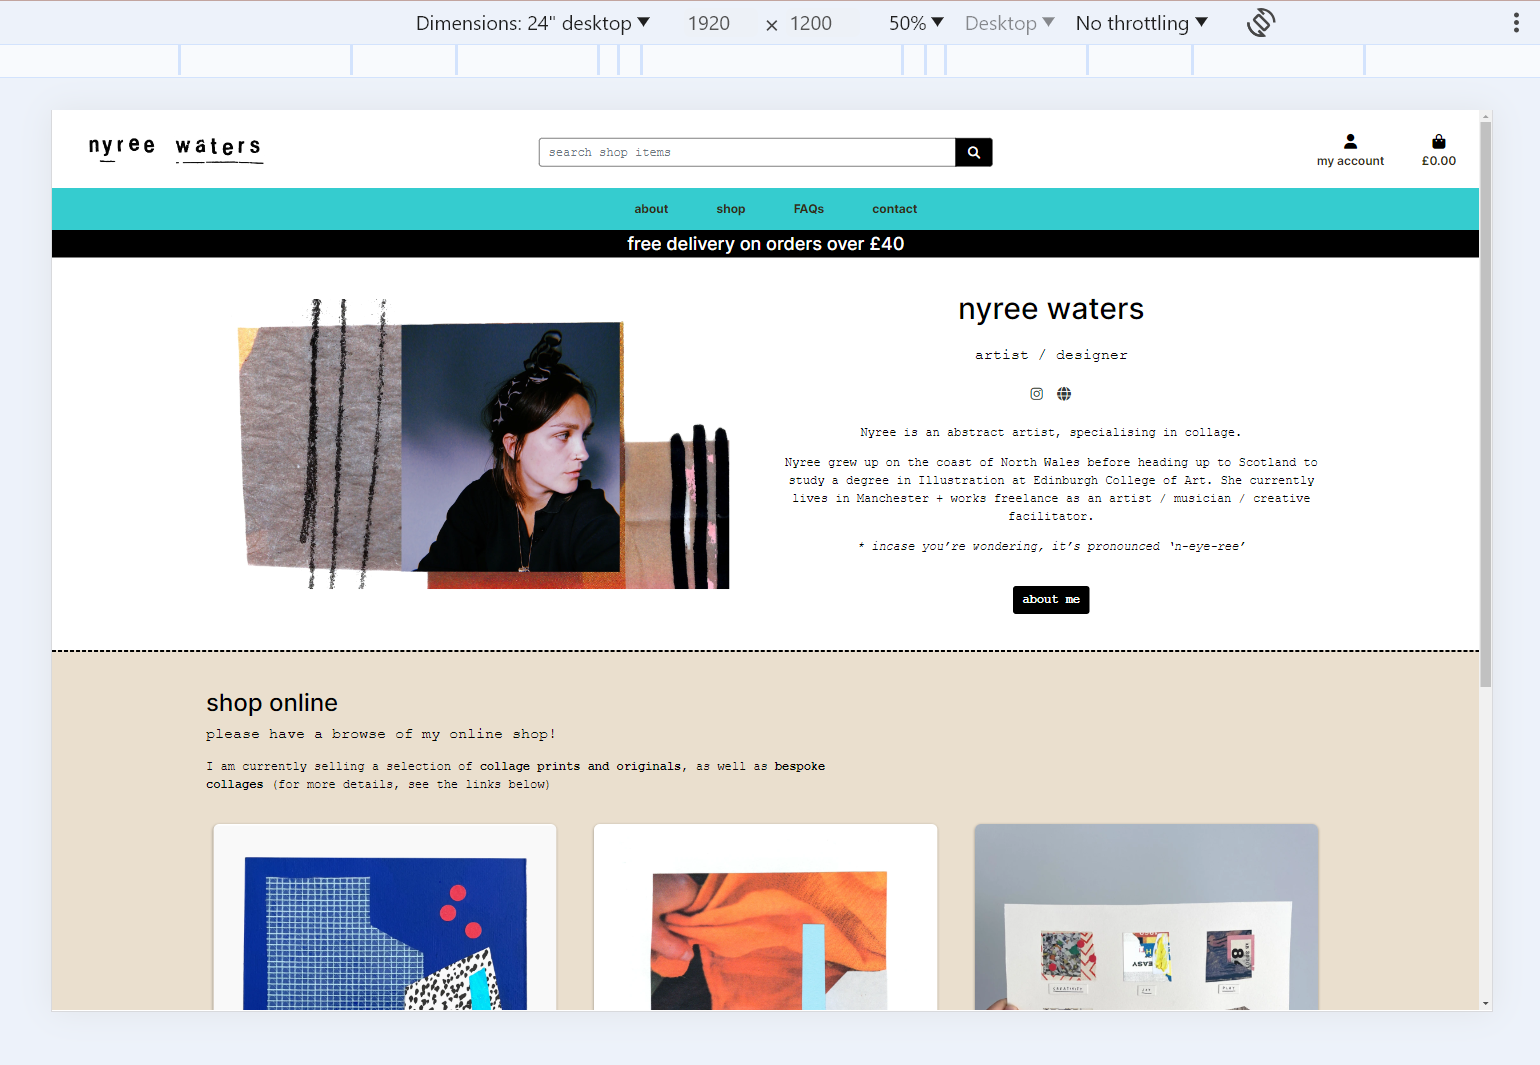 Dimensions: 24" desktop ▼ 1920 × 1200 50% ▼ Desktop ▼ No throttling ▼
nyree waters
search shop items
my account
£0.00
about shop FAQs contact
free delivery on orders over £40
nyree waters
artist / designer
Nyree is an abstract artist, specialising in collage.
Nyree grew up on the coast of North Wales before heading up to Scotland to
study a degree in Illustration at Edinburgh College of Art. She currently
lives in Manchester + works freelance as an artist / musician / creative
facilitator.
* incase you’re wondering, it’s pronounced ‘n-eye-ree’
about me
shop online
please have a browse of my online shop!
I am currently selling a selection of collage prints and originals, as well as bespoke
collages (for more details, see the links below)
EASY
8
CREATIVITY
PLAY